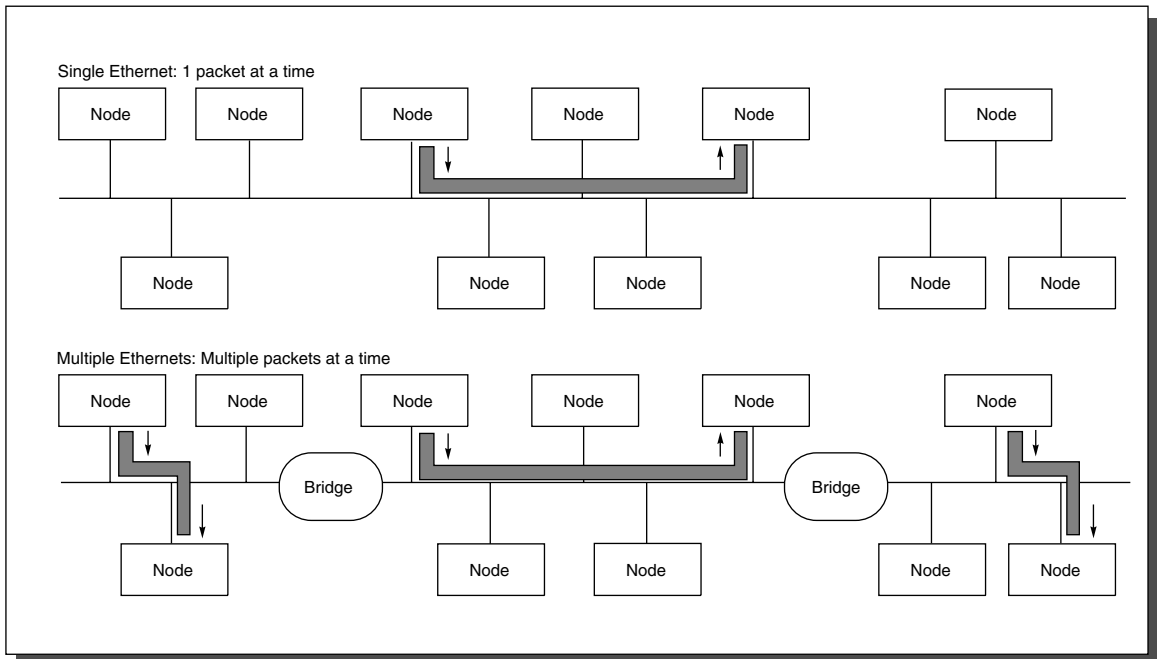 Single Ethernet: 1 packet at a time
Node
Node
Node
Node
Node
Node
Node
Node
Node
Node
Node
Multiple Ethernets: Multiple packets at a time
Node
Node
Node
Node
Node
Node
Bridge
Bridge
Node
Node
Node
Node
Node